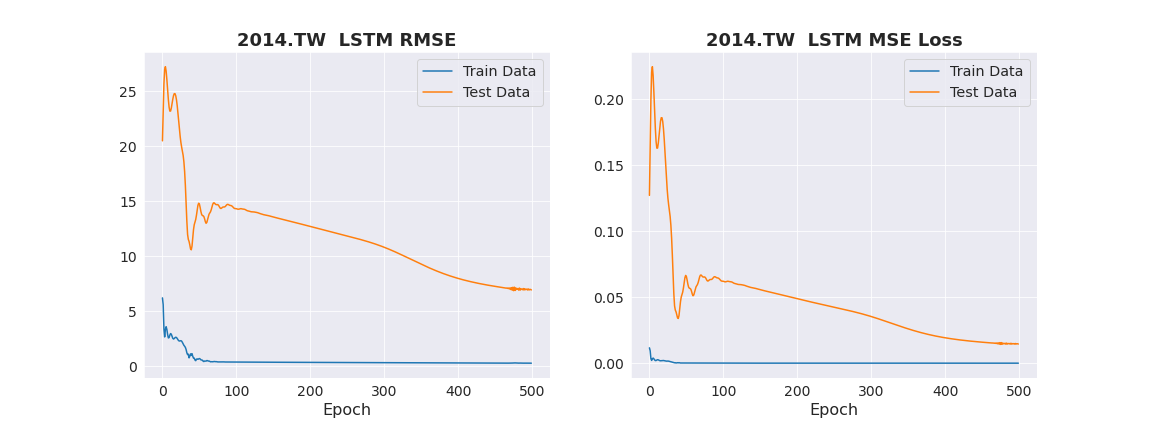 2014.TW  LSTM RMSE
Train Data
Test Data
25
20
15
10
5
0
0 100 200 300 400 500
Epoch
2014.TW  LSTM MSE Loss
Train Data
Test Data
0.20
0.15
0.10
0.05
0.00
0 100 200 300 400 500
Epoch